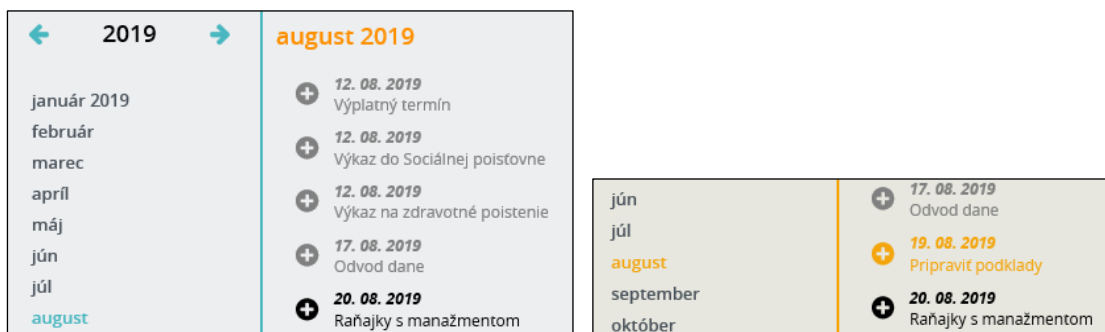 2019
január 2019
február
marec
apríl
máj
jún
júl
august
august 2019
12. 08. 2019
Výplatný termín
12. 08. 2019
Výkaz do Sociálnej poisťovne
12. 08. 2019
Výkaz na zdravotné poistenie
17. 08. 2019
Odvod dane
20. 08. 2019
Raňajky s manažmentom
jún
júl
august
september
október
17. 08. 2019
Odvod dane
19. 08. 2019
Pripraviť podklady
20. 08. 2019
Raňajky s manažmentom